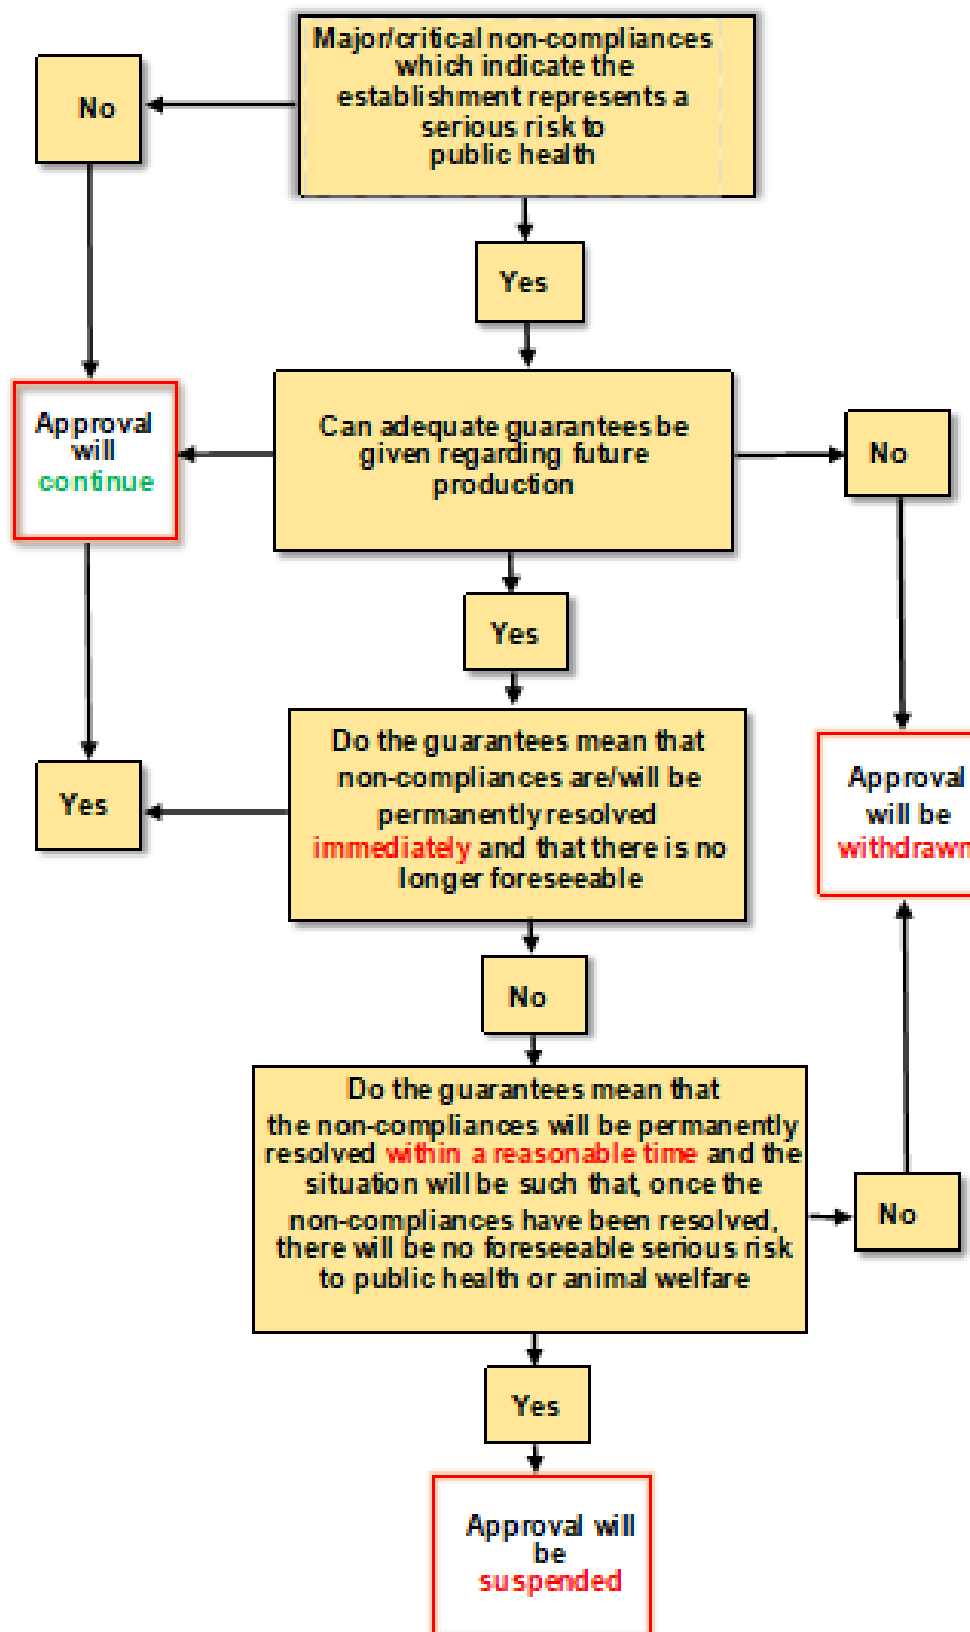 Major/critical non-compliances
which indicate the
establishment represents a
serious risk to
public health
No
Yes
Approval
will
continue
Can adequate guarantees be
given regarding future
production
No
Yes
Do the guarantees mean that
non-compliances are/will be
permanently resolved
immediately and that there is no
longer foreseeable
Yes
Approval
will be
withdrawn
No
Do the guarantees mean that
the non-compliances will be permanently
resolved within a reasonable time and the
situation will be such that, once the
non-compliances have been resolved,
there will be no foreseeable serious risk
to public health or animal welfare
No
Yes
Approval will
be
suspended